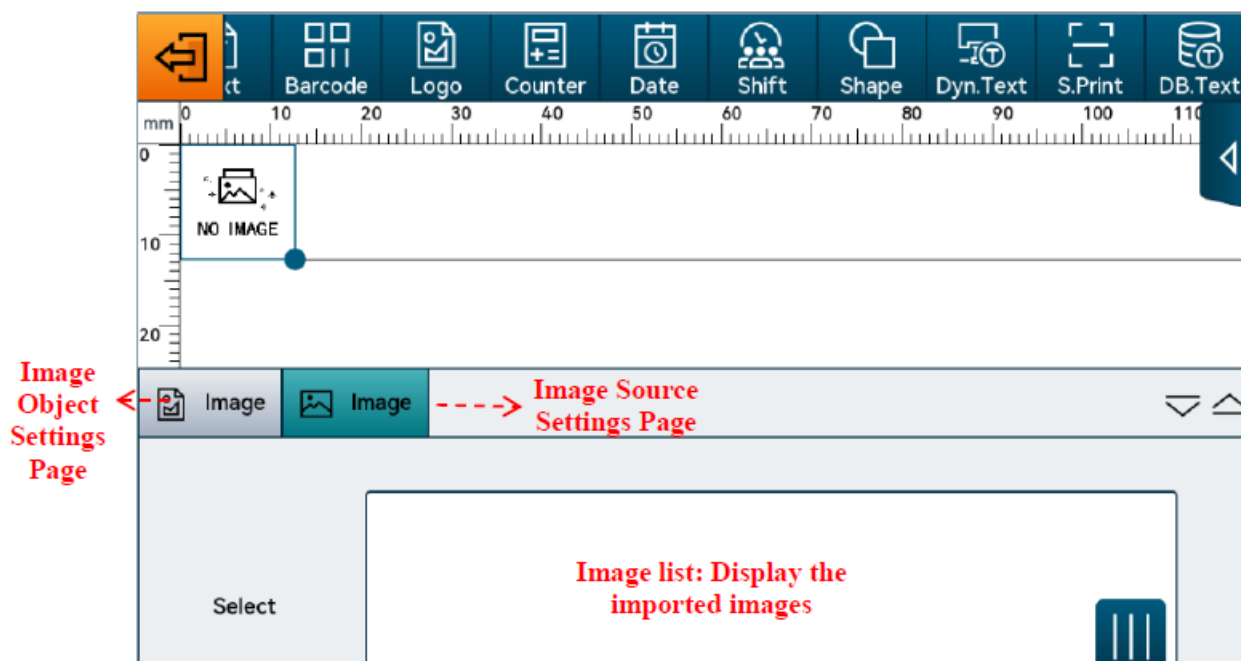 xt Barcode Logo Counter Date Shift Shape Dyn.Text S.Print DB.Text
mm 0 10 20 30 40 50 60 70 80 90 100 110
0
NO IMAGE
10
20
Image Object Settings Page
Image Image
Image Source Settings Page
Image list: Display the
imported images
Select